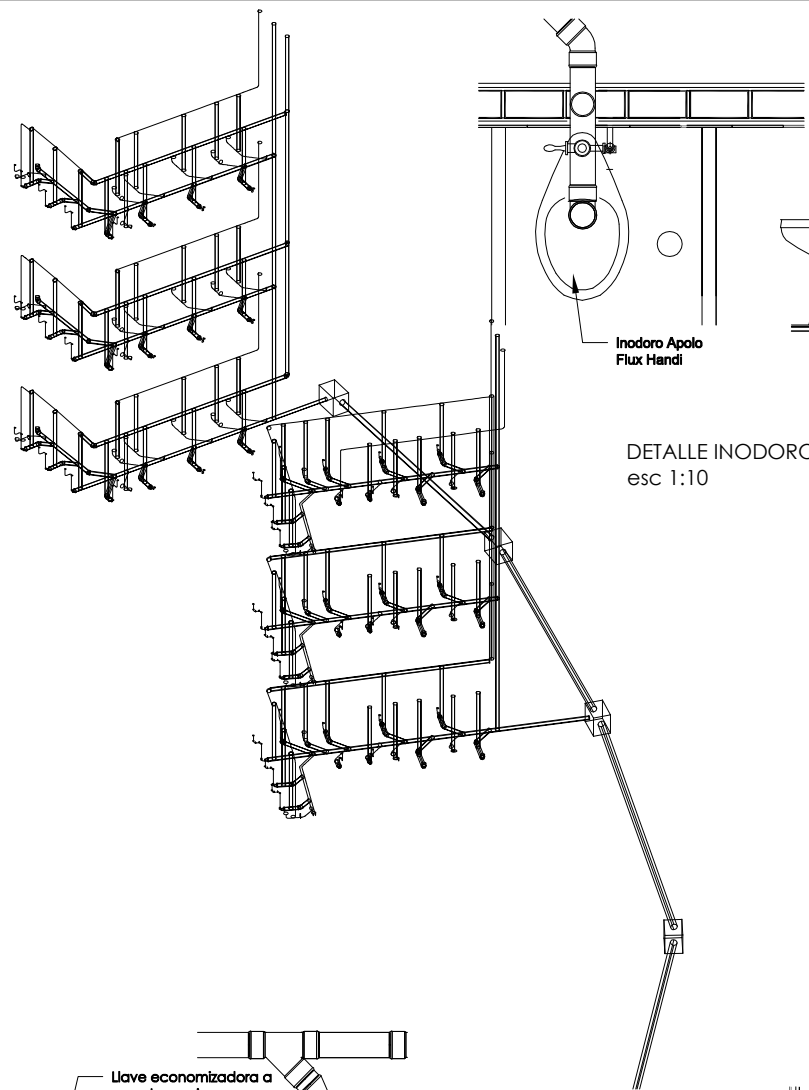 Inodoro Apolo
Flux Handi
DETALLE INODORO
esc 1:10
Llave economizadora a